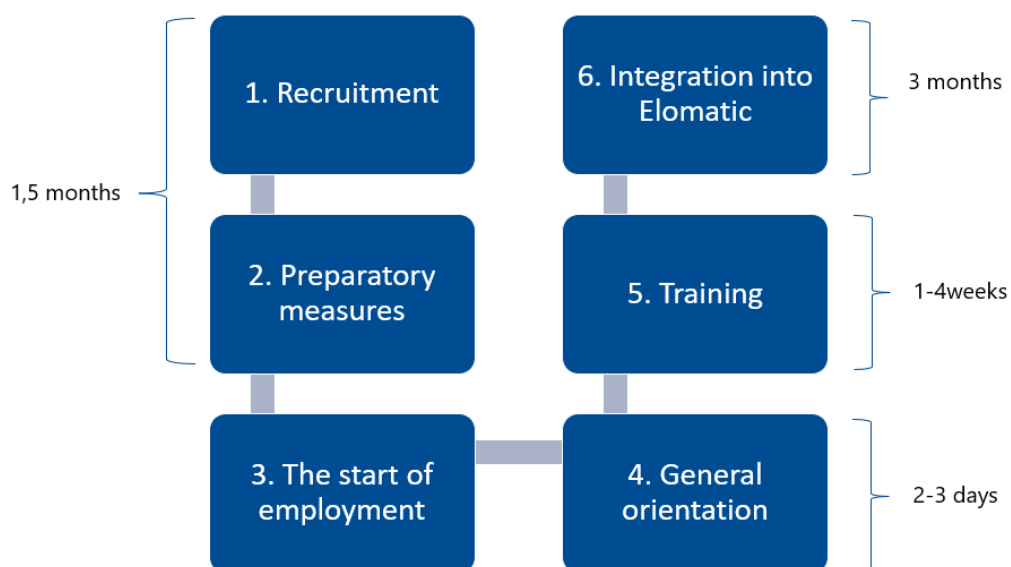 1. Recruitment
6. Integration into
Elomatic
3 months
1,5 months
2. Preparatory
measures
5. Training
1-4weeks
3. The start of
employment
4. General
orientation
2-3 days